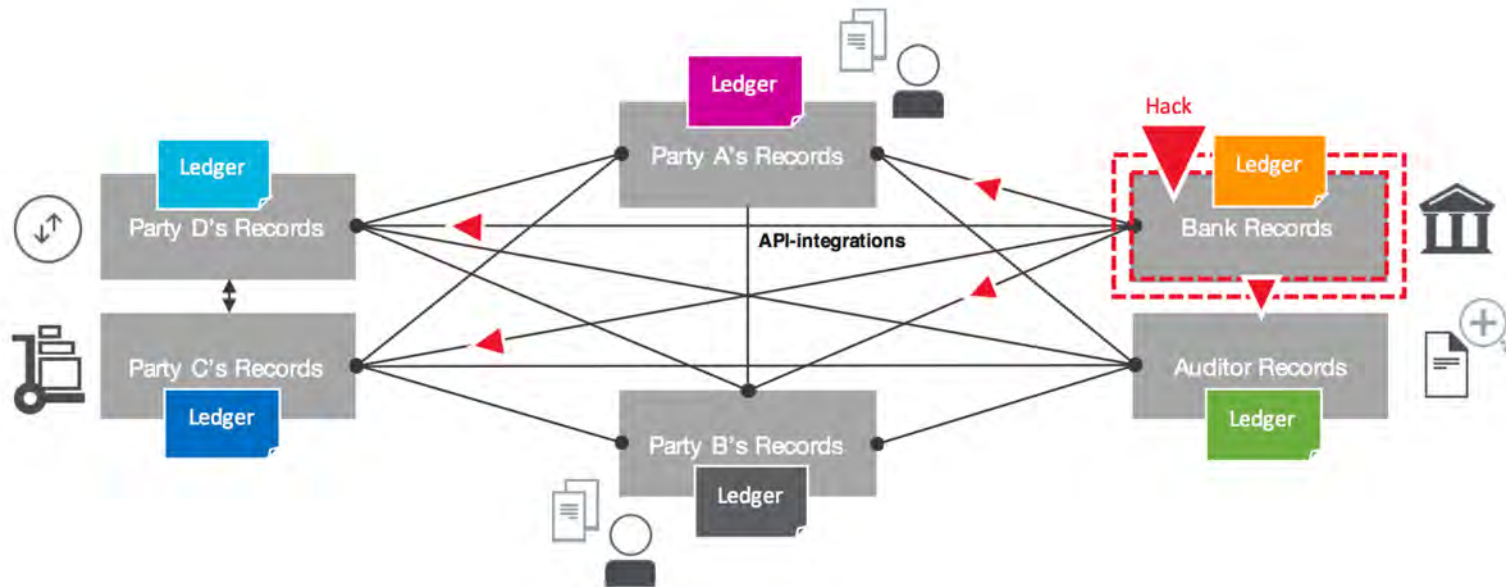 Ledger
Party A's Records
Hack
Ledger
Bank Records
Ledger
Party D's Records
API-integrations
Party C's Records
Ledger
Auditor Records
Ledger
Party B's Records
Ledger